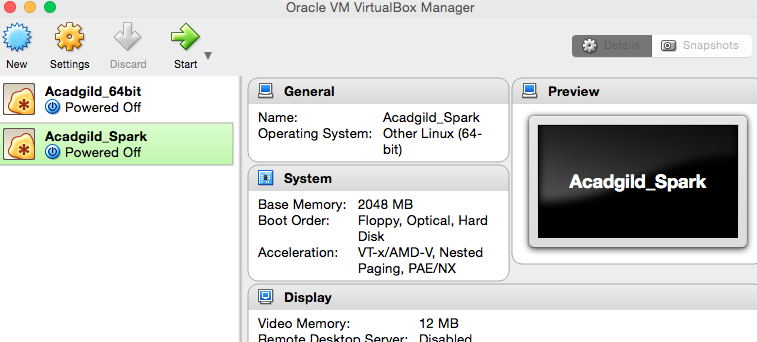 Oracle VM VirtualBox Manager
New
Settings
Discard
Start
Details
Snapshots
Acadgild_64bit
Powered Off
Acadgild_Spark
Powered Off
General
Name: Acadgild_Spark
Operating System: Other Linux (64-
bit)
System
Base Memory: 2048 MB
Boot Order: Floppy, Optical, Hard
Disk
Acceleration: VT-x/AMD-V, Nested
Paging, PAE/NX
Display
Video Memory: 12 MB
Remote Desktop Server: Disabled
Preview
Acadgild_Spark